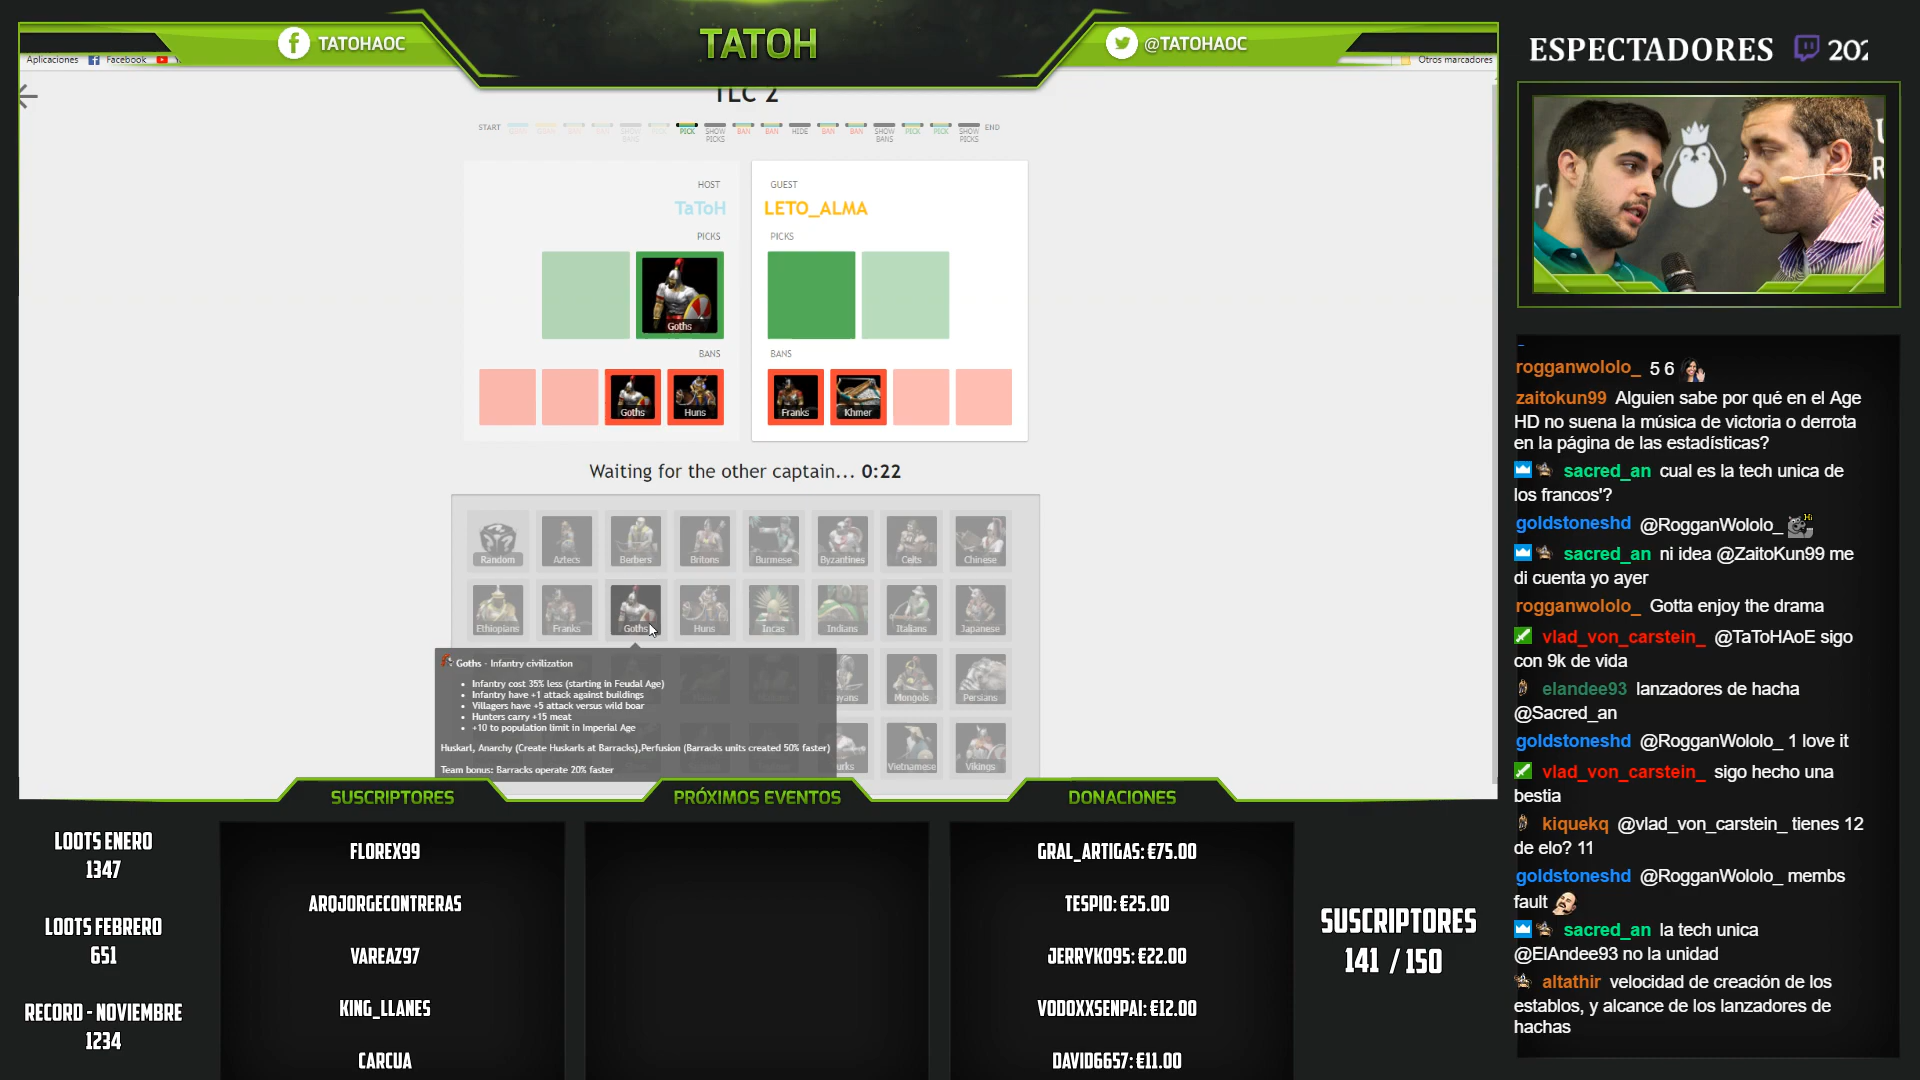 TATOHAOC
TATOH
@TATOHAOC
ESPECTADORES
Aplicaciones Facebook
Otros marcadores
TLC 2
START
PICK SHOW PICKS BAN BAN HIDE BAN BAN SHOW BANS PICK PICK SHOW PICKS END
HOST
TaToH
PICKS
Goths
BANS
Goths Huns
GUEST
LETO_ALMA
PICKS
BANS
Franks Khmer
Waiting for the other captain... 0:22
Random Aztecs Berbers Britons Burmese Byzantines Celts Chinese
Ethiopians Franks Goths Huns Incas Indians Italians Japanese
Mongols Persians
Vietnamese Vikings
Goths - Infantry civilization
Infantry cost 35% less (starting in Feudal Age)
Infantry have +1 attack against buildings
Villagers have +5 attack versus wild boar
Hunters carry +15 meat
+10 to population limit in Imperial Age
Huskarl, Anarchy (Create Huskarls at Barracks),Perfusion (Barracks units created 50% faster)
Team bonus: Barracks operate 20% faster
rogganwololo_ 5 6
zaitokun99 Alguien sabe por qué en el Age
HD no suena la música de victoria o derrota
en la página de las estadísticas?
sacred_an cual es la tech unica de
los francos'?
goldstoneshd @RogganWololo_
sacred_an ni idea @ZaitoKun99 me
di cuenta yo ayer
rogganwololo_ Gotta enjoy the drama
vlad_von_carstein_ @TaToHAoE sigo
con 9k de vida
elandee93 lanzadores de hacha
@Sacred_an
goldstoneshd @RogganWololo_ 1 love it
vlad_von_carstein_ sigo hecho una
bestia
kiquekq @vlad_von_carstein_ tienes 12
de elo? 11
goldstoneshd @RogganWololo_ membs
fault
sacred_an la tech unica
@ElAndee93 no la unidad
altathir velocidad de creación de los
establos, y alcance de los lanzadores de
hachas
SUSCRIPTORES
PRÓXIMOS EVENTOS
DONACIONES
LOOTS ENERO
1347
LOOTS FEBRERO
651
RECORD - NOVIEMBRE
1234
FLOREX99
ARQJORGECONTRERAS
VAREAZ97
KING_LLANES
CARCUA
GRAL_ARTIGAS: €75.00
TESPIO: €25.00
JERRYKO95: €22.00
VODOXXSENPAI: €12.00
DAVID6657: €11.00
SUSCRIPTORES
141 / 150